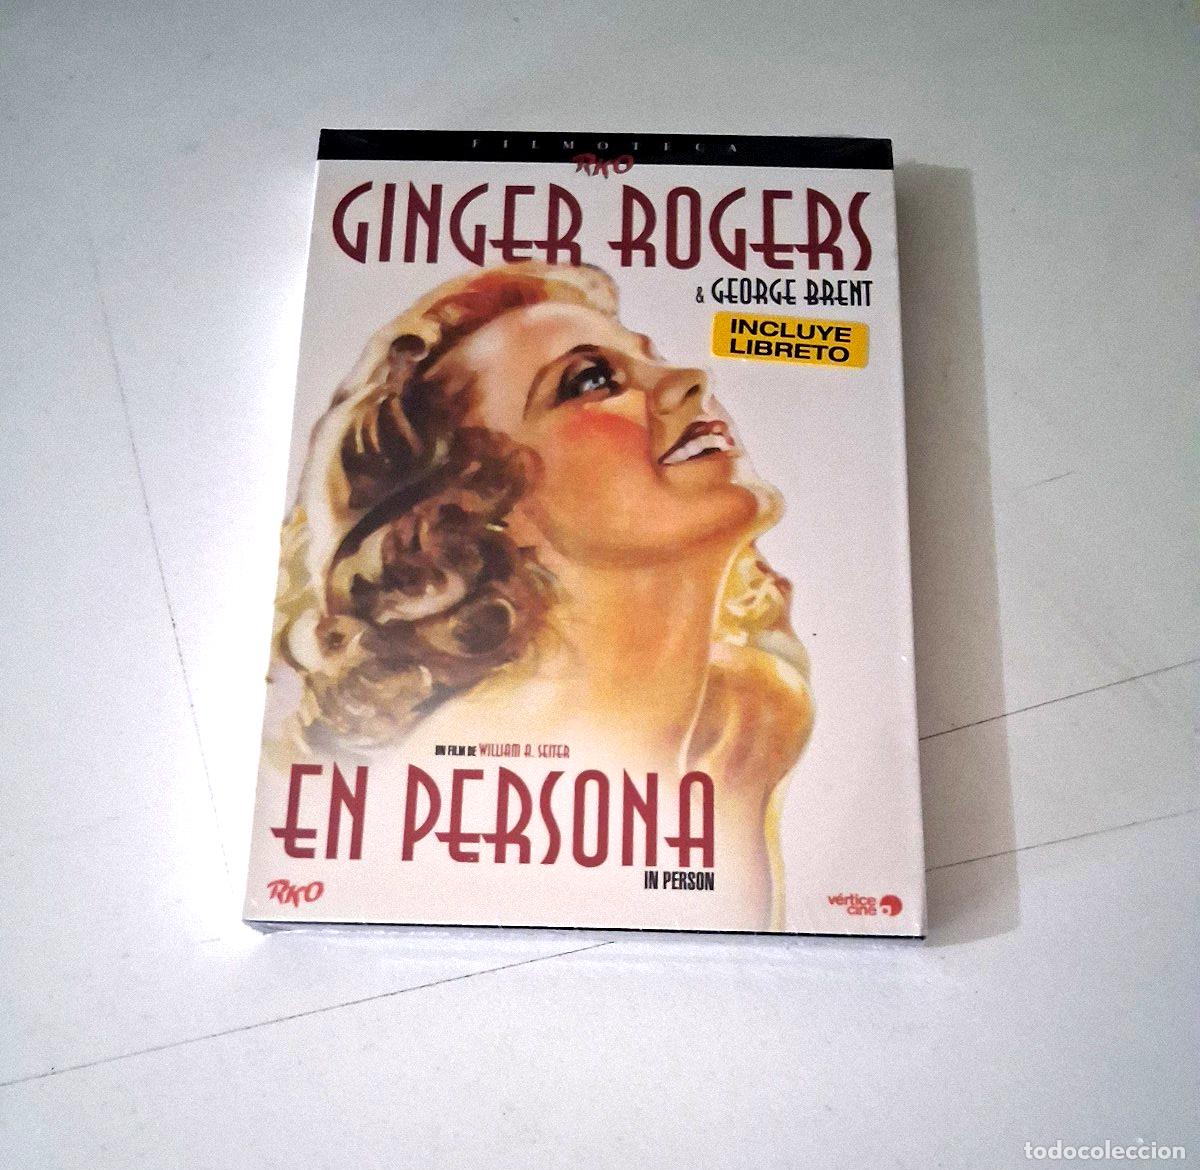 FILMOTECA
RKO
GINGER ROGERS
& GEORGE BRENT
INCLUYE
LIBRETO
UN FILM DE WILLIAM A. SEITER
EN PERSONA
IN PERSON
RKO
vértice
cine
todocoleccion